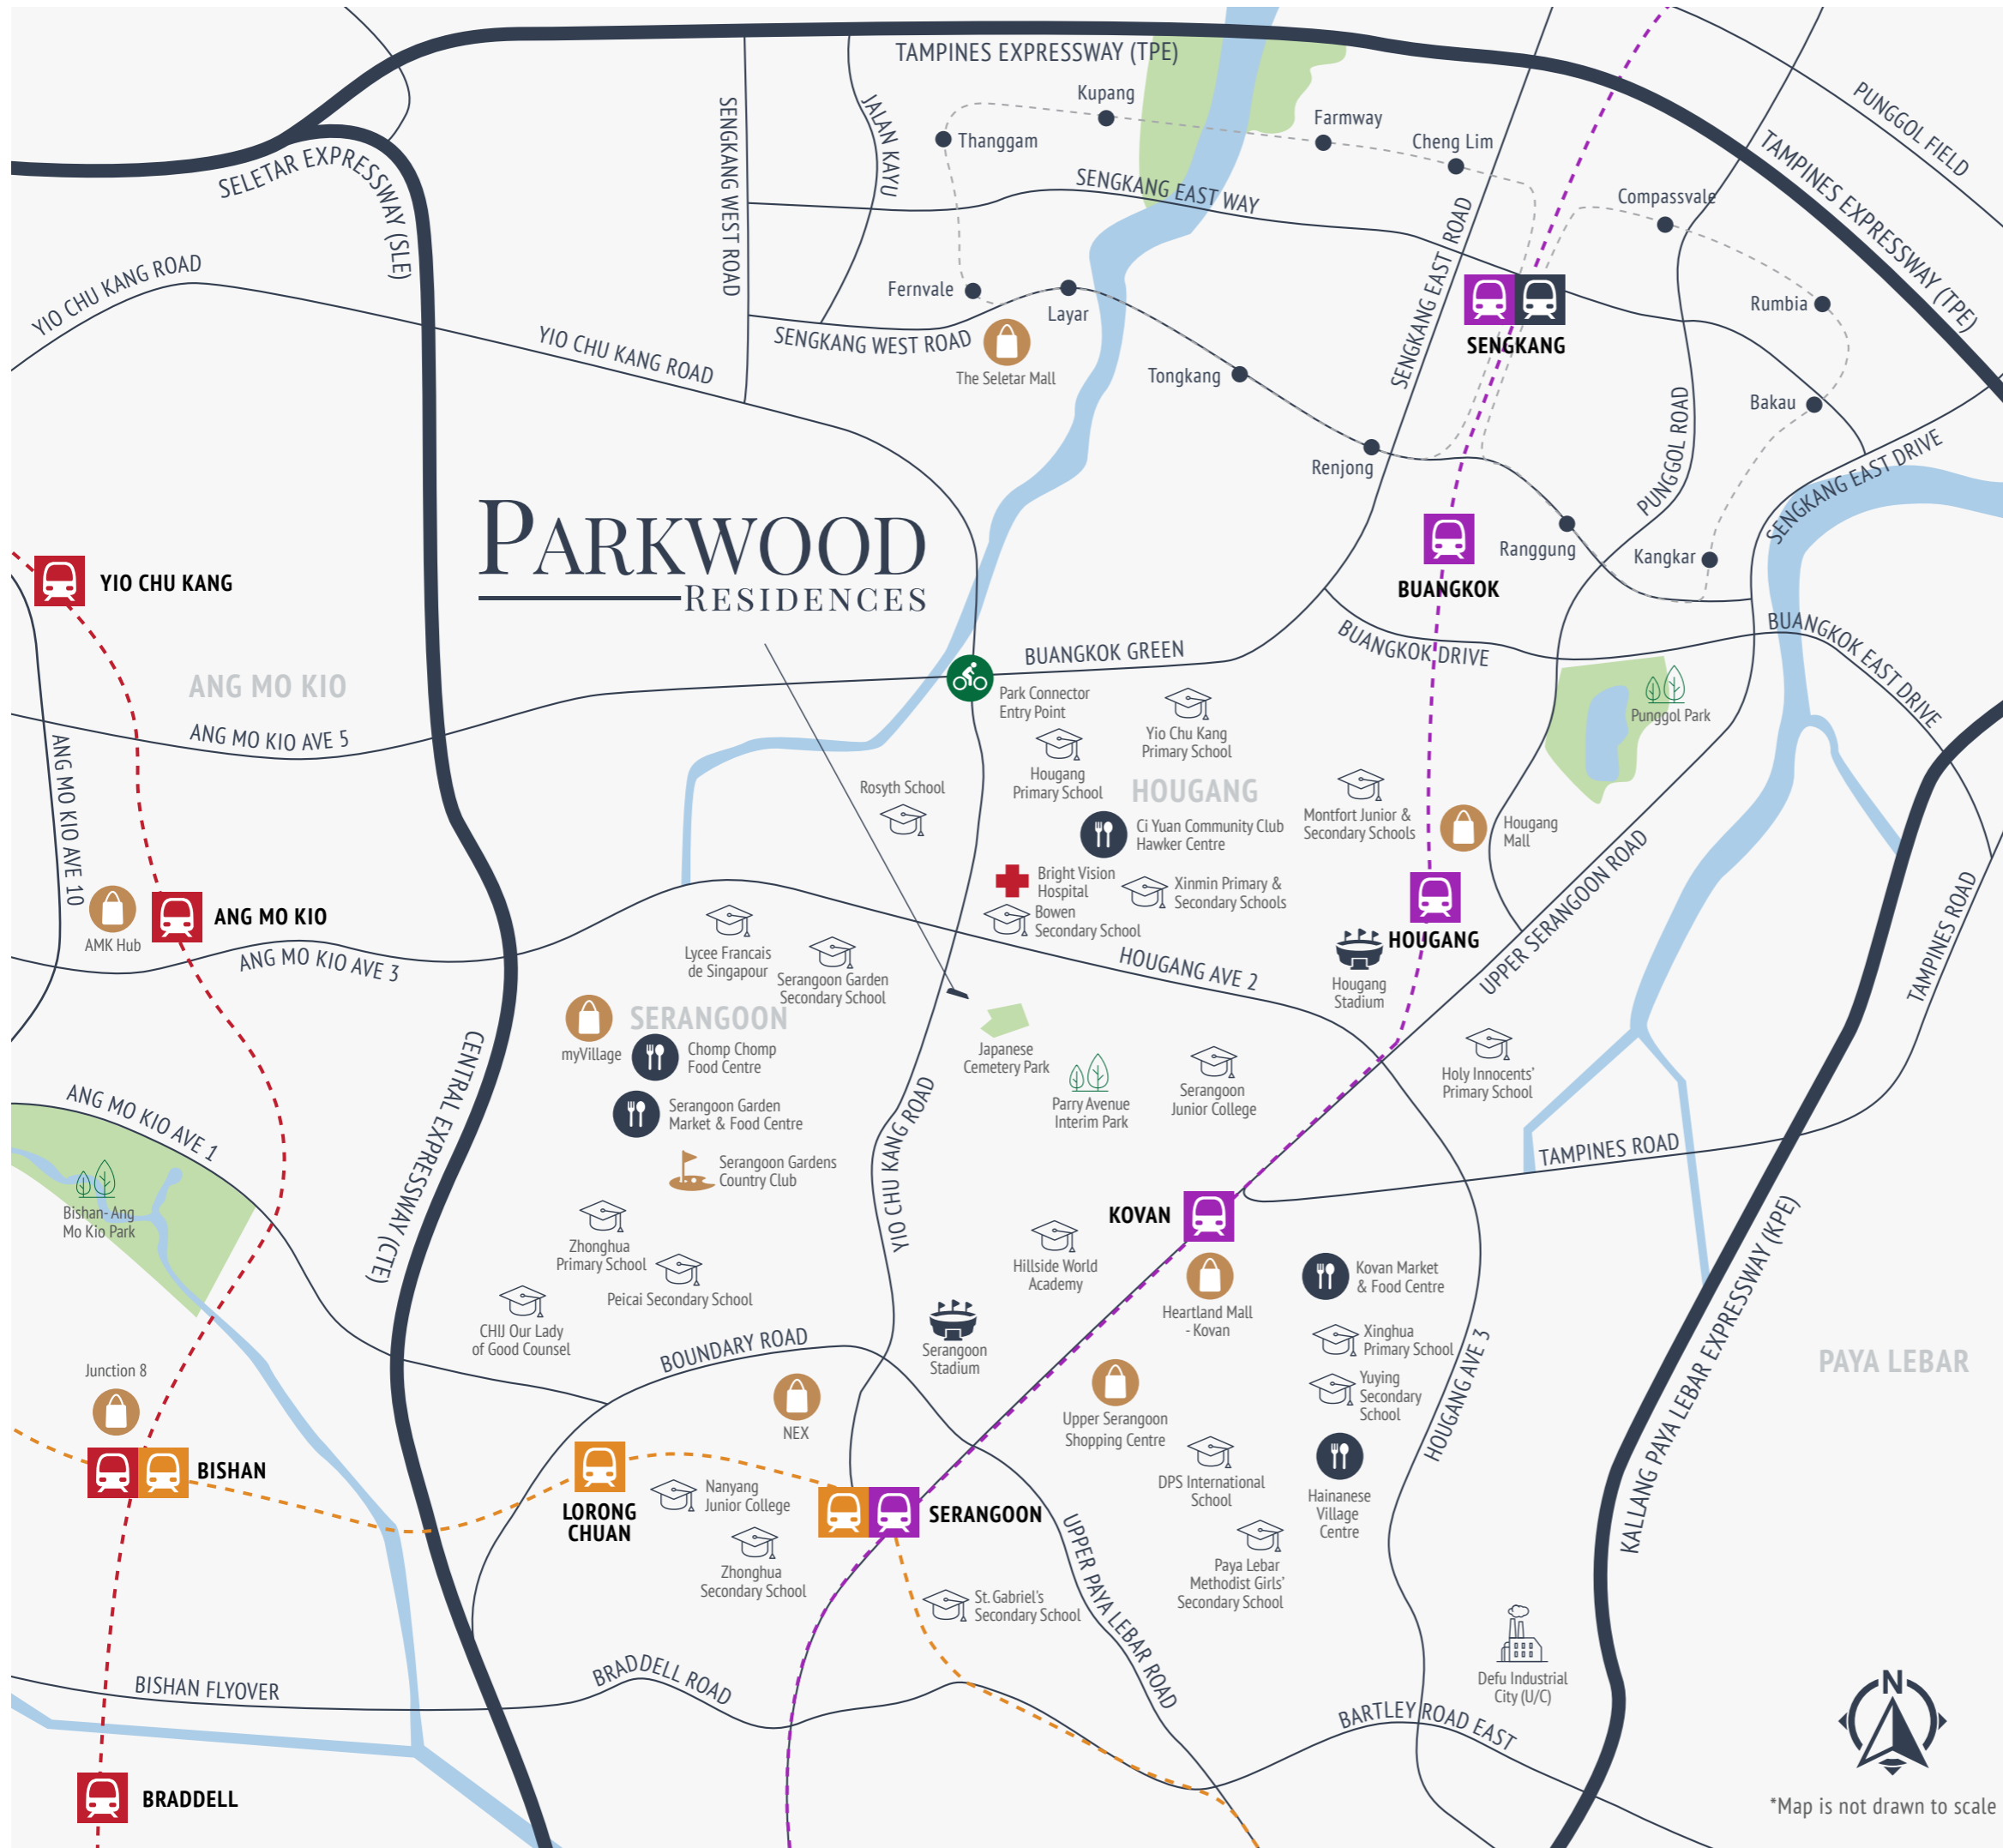 TAMPINES EXPRESSWAY (TPE)
PUNGGOL FIELD
Kupang
SENGKANG WEST ROAD
JALAN KAYU
Farmway
Thanggam
Cheng Lim
TAMPINES EXPRESSWAY (TPE)
SELETAR EXPRESSWAY (SLE)
SENGKANG EAST WAY
Compassvale
SENGKANG EAST ROAD
YIO CHU KANG ROAD
Fernvale
Layar
Rumbia
YIO CHU KANG ROAD
SENGKANG WEST ROAD
SENGKANG
The Seletar Mall
Tongkang
Bakau
PUNGGOL ROAD
Renjong
SENGKANG EAST DRIVE
PARKWOOD
RESIDENCES
Ranggung
Kangkar
YIO CHU KANG
BUANGKOK
BUANGKOK GREEN
BUANGKOK DRIVE
BUANGKOK EAST DRIVE
ANG MO KIO
Park Connector
Entry Point
Punggol Park
ANG MO KIO AVE 5
Yio Chu Kang
Primary School
ANG MO KIO AVE 10
Hougang
Primary School
Rosyth School
HOUGANG
Montfort Junior &
Secondary Schools
Hougang
Mall
Ci Yuan Community Club
Hawker Centre
UPPER SERANGOON ROAD
Bright Vision
Hospital
Xinmin Primary &
Secondary Schools
TAMPINES ROAD
Bowen
Secondary School
ANG MO KIO
AMK Hub
HOUGANG
Lycee Francais
de Singapour
ANG MO KIO AVE 3
HOUGANG AVE 2
Serangoon Garden
Secondary School
Hougang
Stadium
SERANGOON
myVillage
Chomp Chomp
Food Centre
Japanese
Cemetery Park
Holy Innocents'
Primary School
CENTRAL EXPRESSWAY (CTE)
Serangoon
Junior College
Parry Avenue
Interim Park
Serangoon Garden
Market & Food Centre
ANG MO KIO AVE 1
YIO CHU KANG ROAD
TAMPINES ROAD
Serangoon Gardens
Country Club
Bishan- Ang
Mo Kio Park
KOVAN
Zhonghua
Primary School
Hillside World
Academy
Kovan Market
& Food Centre
KALLANG PAYA LEBAR EXPRESSWAY (KPE)
Peicai Secondary School
Heartland Mall
- Kovan
CHIJ Our Lady
of Good Counsel
BOUNDARY ROAD
Serangoon
Stadium
Xinghua
Primary School
HOUGANG AVE 3
PAYA LEBAR
Junction 8
Yuying
Secondary
School
NEX
Upper Serangoon
Shopping Centre
BISHAN
LORONG
CHUAN
Nanyang
Junior College
DPS International
School
Hainanese
Village
Centre
SERANGOON
UPPER PAYA LEBAR ROAD
Zhonghua
Secondary School
Paya Lebar
Methodist Girls'
Secondary School
St. Gabriel's
Secondary School
Defu Industrial
City (U/C)
BISHAN FLYOVER
BRADDELL ROAD
BARTLEY ROAD EAST
N
BRADDELL
*Map is not drawn to scale